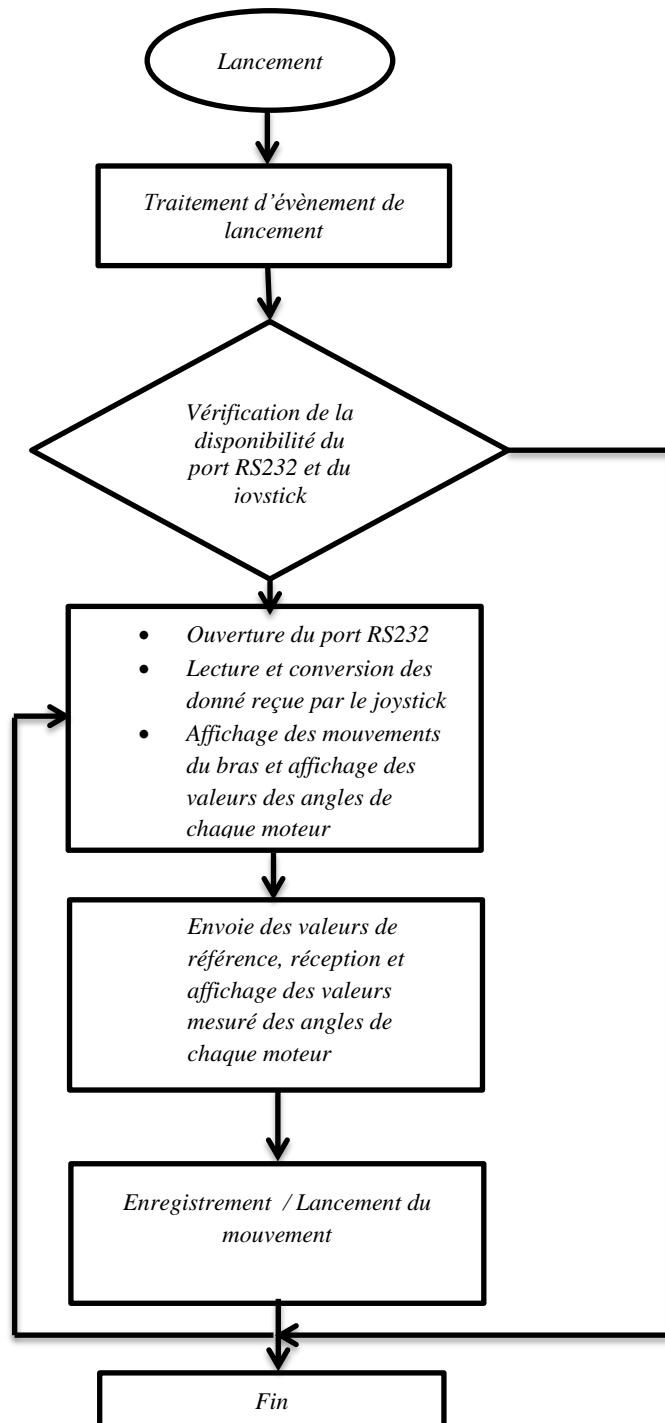 Lancement
Traitement d’évènement de
lancement
Vérification de la
disponibilité du
port RS232 et du
joystick
• Ouverture du port RS232
• Lecture et conversion des
donné reçue par le joystick
• Affichage des mouvements
du bras et affichage des
valeurs des angles de
chaque moteur
Envoie des valeurs de
référence, réception et
affichage des valeurs
mesuré des angles de
chaque moteur
Enregistrement / Lancement du
mouvement
Fin